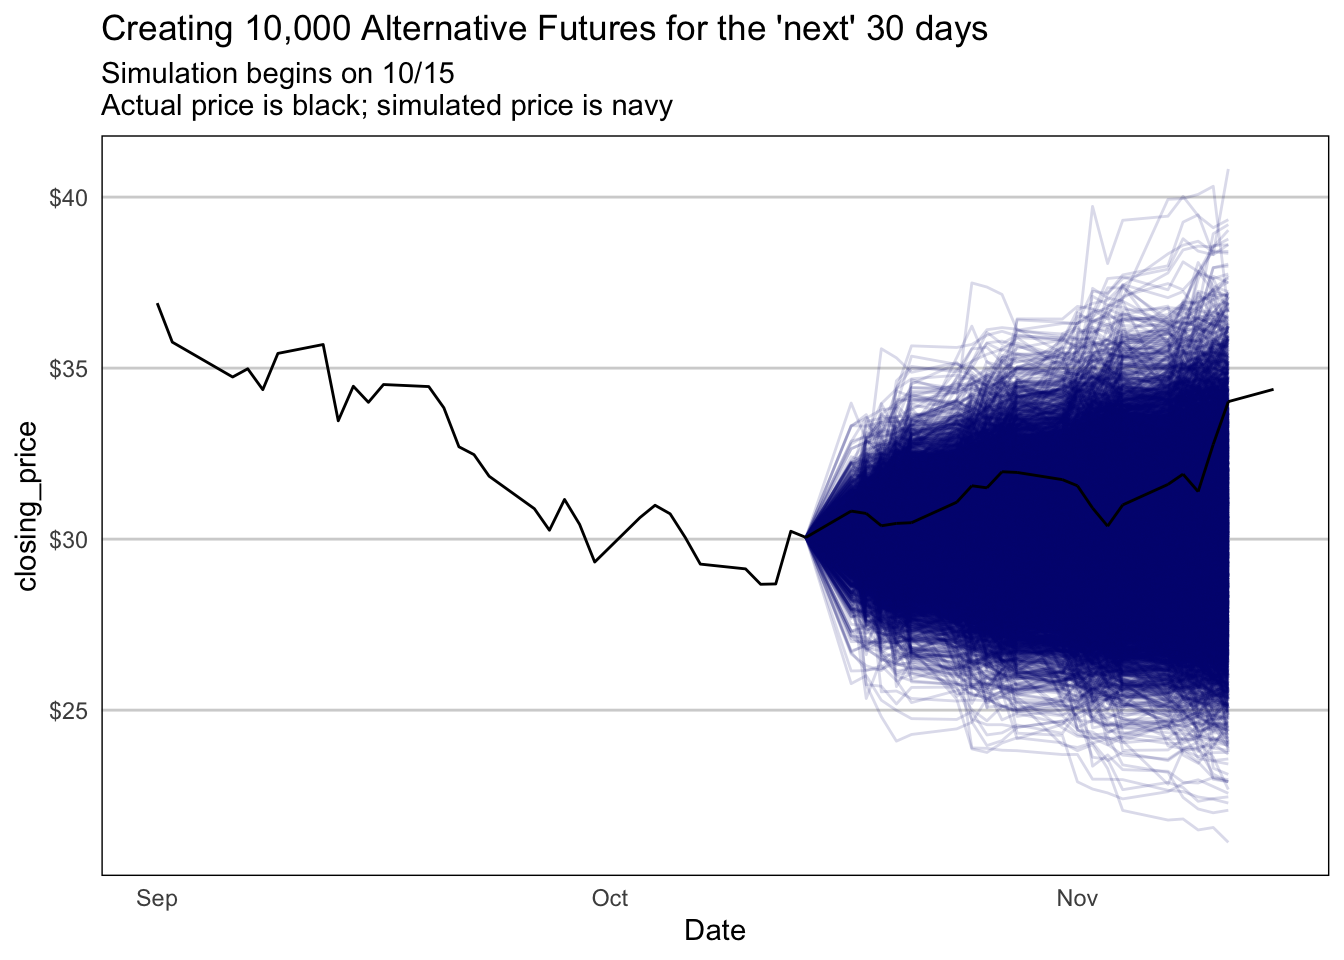 Creating 10,000 Alternative Futures for the 'next' 30 days
Simulation begins on 10/15
Actual price is black; simulated price is navy
$40
$35
$30
$25
closing_price
Sep
Oct
Nov
Date